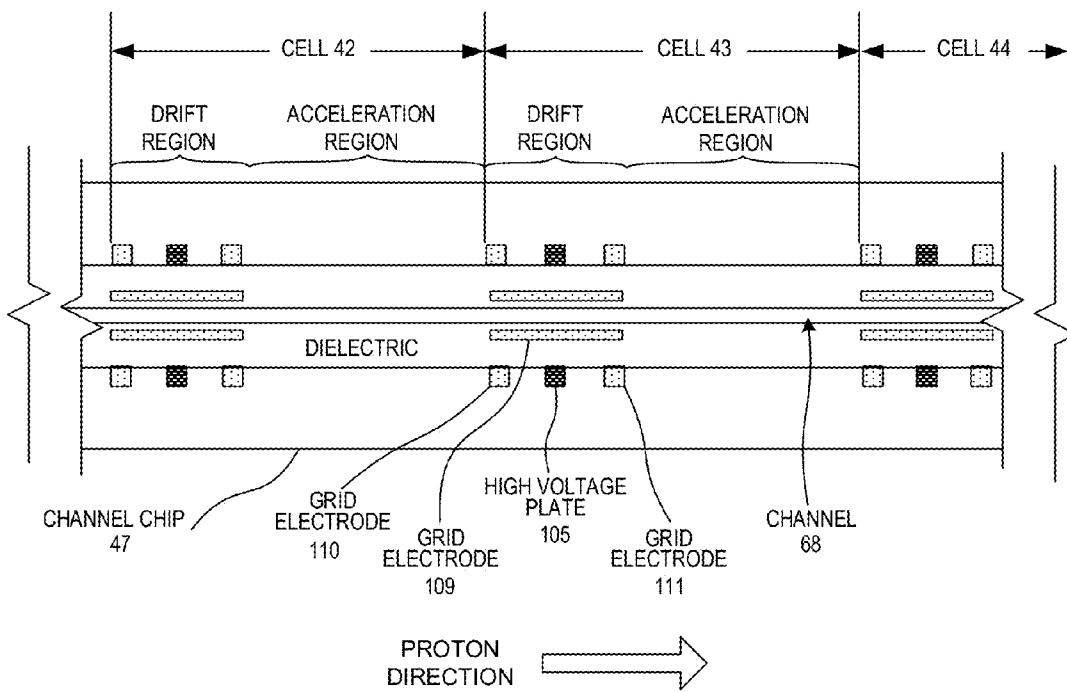 CELL 42
CELL 43
CELL 44
DRIFT
REGION
ACCELERATION
REGION
DRIFT
REGION
ACCELERATION
REGION
DIELECTRIC
CHANNEL CHIP
47
GRID
ELECTRODE
110
GRID
ELECTRODE
109
HIGH VOLTAGE
PLATE
105
GRID
ELECTRODE
111
CHANNEL
68
PROTON
DIRECTION